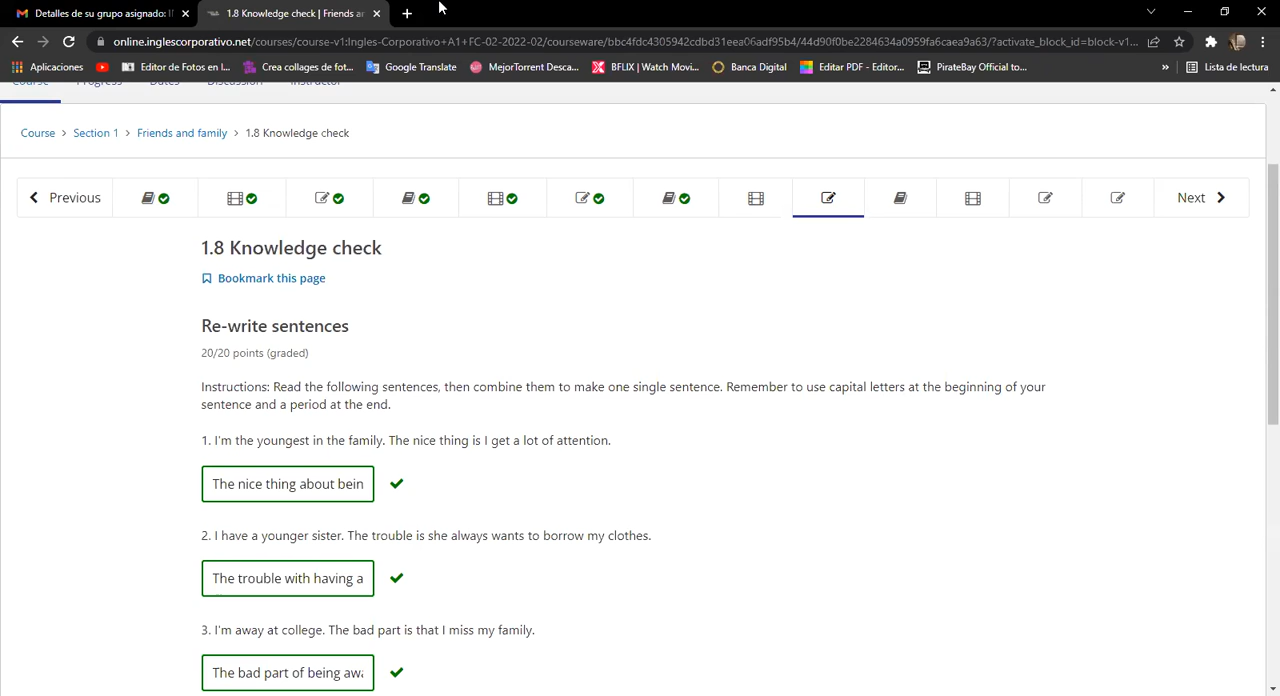 Detalles de su grupo asignado: 1
1.8 Knowledge check | Friends ar
online.inglescorporativo.net/courses/course-v1:Ingles-Corporativo+A1+FC-02-2022-02/courseware/bbc4fdc4305942cdbd31eea06adf95b4/44d90f0be2284634a0959fa6caea9a63/?activate_block_id=block-v1...
Aplicaciones
Editor de Fotos en l...
Crea collages de fot...
Google Translate
MejorTorrent Desca...
BFLIX | Watch Movi...
Banca Digital
Editar PDF - Editor...
PirateBay Official to...
»
Lista de lectura
Course Progress Dates Discussion Instructor
Course > Section 1 > Friends and family > 1.8 Knowledge check
Previous
Next
1.8 Knowledge check
Bookmark this page
Re-write sentences
20/20 points (graded)
Instructions: Read the following sentences, then combine them to make one single sentence. Remember to use capital letters at the beginning of your
sentence and a period at the end.
1. I'm the youngest in the family. The nice thing is I get a lot of attention.
The nice thing about bein
2. I have a younger sister. The trouble is she always wants to borrow my clothes.
The trouble with having a
3. I'm away at college. The bad part is that I miss my family.
The bad part of being awa